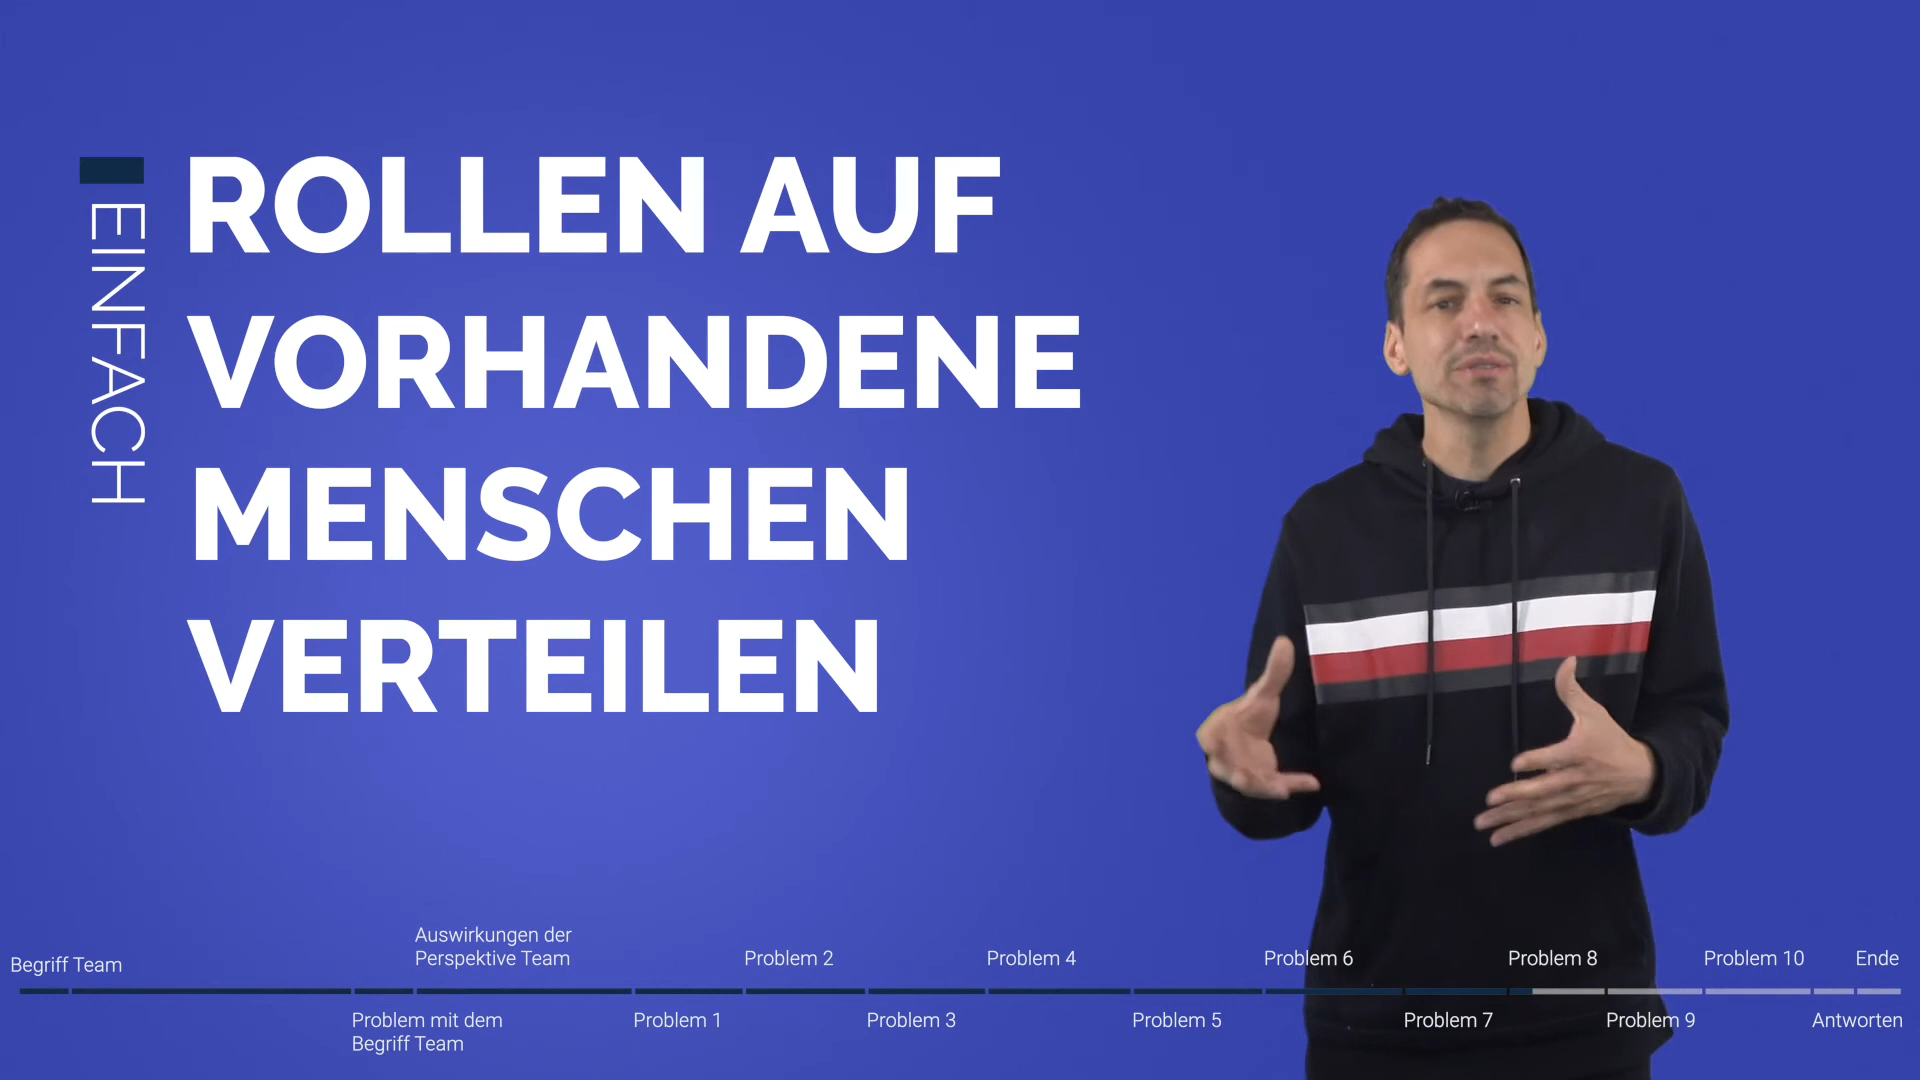 EINFACH
ROLLEN AUF
VORHANDENE
MENSCHEN
VERTEILEN
Begriff Team
Problem mit dem
Begriff Team
Auswirkungen der
Perspektive Team
Problem 1
Problem 2
Problem 3
Problem 4
Problem 5
Problem 6
Problem 7
Problem 8
Problem 9
Problem 10
Antworten
Ende